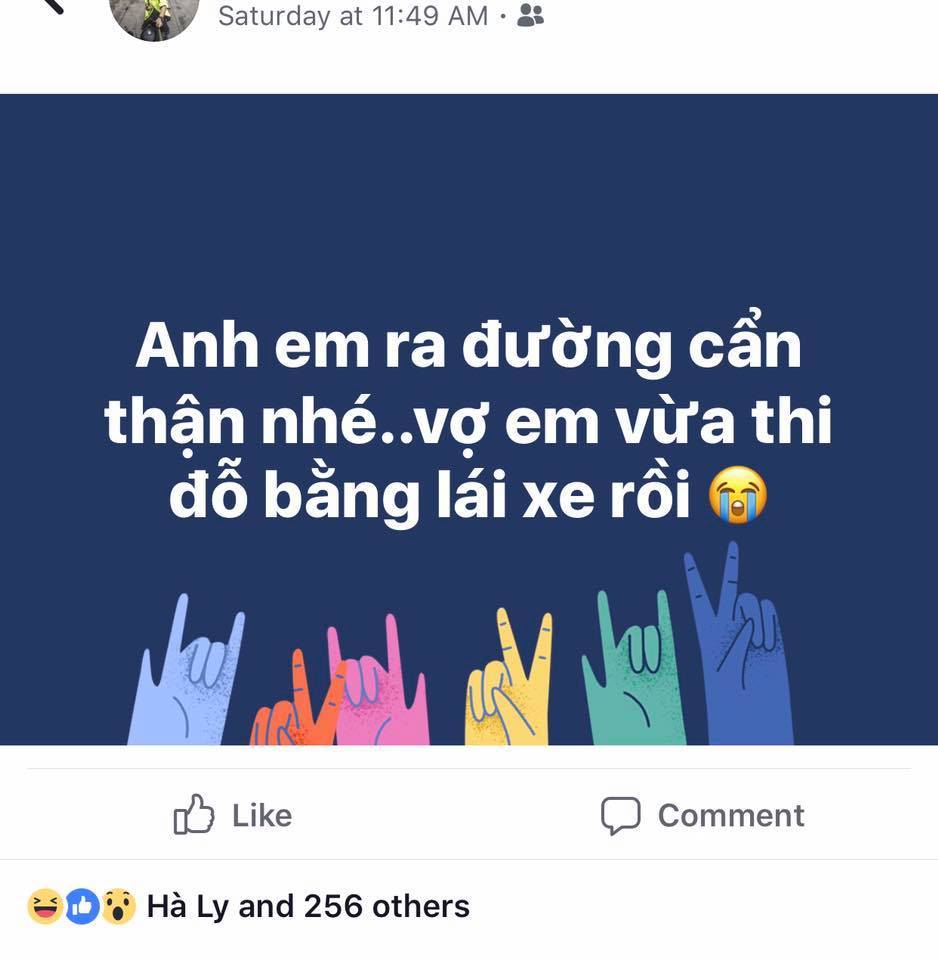 Saturday at 11:49 AM ·
Anh em ra đường cẩn
thận nhé..vợ em vừa thi
đỗ bằng lái xe rồi 😭
Like
Comment
Hà Ly and 256 others